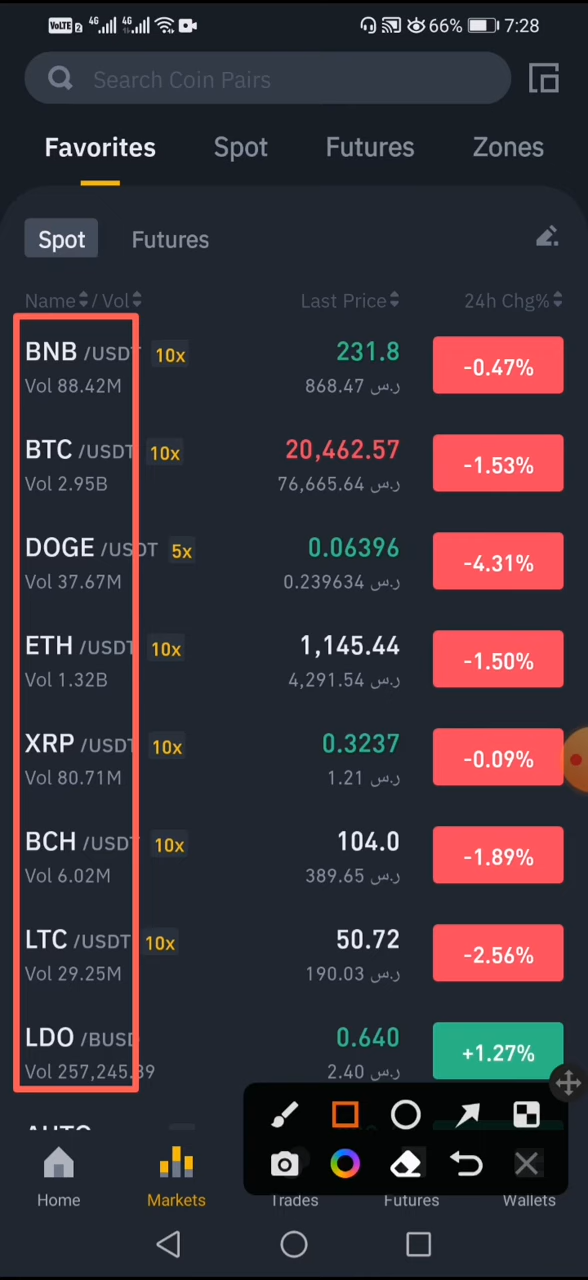 VoLTE 2 4G 4G 66% 7:28
Search Coin Pairs
Favorites Spot Futures Zones
Spot Futures
Name / Vol Last Price 24h Chg%
BNB /USDT 10x 231.8 -0.47%
Vol 88.42M 868.47 ر.س
BTC /USDT 10x 20,462.57 -1.53%
Vol 2.95B 76,665.64 ر.س
DOGE /USDT 5x 0.06396 -4.31%
Vol 37.67M 0.239634 ر.س
ETH /USDT 10x 1,145.44 -1.50%
Vol 1.32B 4,291.54 ر.س
XRP /USDT 10x 0.3237 -0.09%
Vol 80.71M 1.21 ر.س
BCH /USDT 10x 104.0 -1.89%
Vol 6.02M 389.65 ر.س
LTC /USDT 10x 50.72 -2.56%
Vol 29.25M 190.03 ر.س
LDO /BUSD 0.640 +1.27%
Vol 257,245.89 2.40 ر.س
Home Markets Trades Futures Wallets